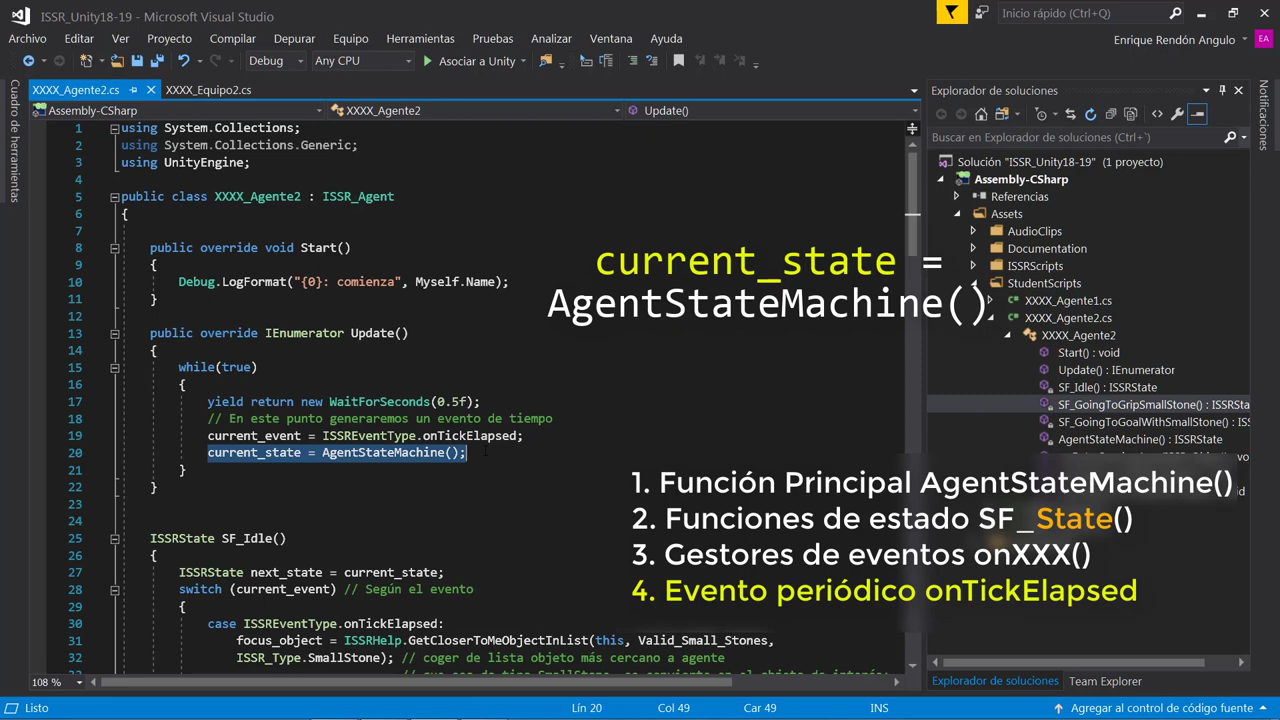 ISSR_Unity18-19 - Microsoft Visual Studio
Inicio rápido (Ctrl+Q)
Archivo Editar Ver Proyecto Compilar Depurar Equipo Herramientas Pruebas Analizar Ventana Ayuda
Enrique Rendón Angulo
EA
Debug Any CPU Asociar a Unity
XXXX_Agente2.cs XXXX_Equipo2.cs
Explorador de soluciones
Assembly-CSharp XXXX_Agente2 Update()
Cuadro de herramientas
Notificaciones
Buscar en Explorador de soluciones (Ctrl+`)
1 using System.Collections;
2 using System.Collections.Generic;
3 using UnityEngine;
4
5 public class XXXX_Agente2 : ISSR_Agent
6 {
7
8 public override void Start()
9 {
10 Debug.LogFormat("{0}: comienza", Myself.Name);
11 }
12
13 public override IEnumerator Update()
14 {
15 while(true)
16 {
17 yield return new WaitForSeconds(0.5f);
18 // En este punto generaremos un evento de tiempo
19 current_event = ISSREventType.onTickElapsed;
20 current_state = AgentStateMachine();
21 }
22 }
23
24
25 ISSRState SF_Idle()
26 {
27 ISSRState next_state = current_state;
28 switch (current_event) // Según el evento
29 {
30 case ISSREventType.onTickElapsed:
31 focus_object = ISSRHelp.GetCloserToMeObjectInList(this, Valid_Small_Stones,
32 ISSR_Type.SmallStone); // coger de lista objeto más cercano a agente
current_state =
AgentStateMachine()
1. Función Principal AgentStateMachine()
2. Funciones de estado SF_State()
3. Gestores de eventos onXXX()
4. Evento periódico onTickElapsed
Solución "ISSR_Unity18-19" (1 proyecto)
Assembly-CSharp
Referencias
Assets
AudioClips
Documentation
ISSRScripts
StudentScripts
XXXX_Agente1.cs
XXXX_Agente2.cs
XXXX_Agente2
Start() : void
Update() : IEnumerator
SF_Idle() : ISSRState
SF_GoingToGripSmallStone() : ISSRSta
SF_GoingToGoalWithSmallStone() : ISS
AgentStateMachine() : ISSRState
108 %
Explorador de soluciones Team Explorer
Listo Lín 20 Col 49 Car 49 INS Agregar al control de código fuente